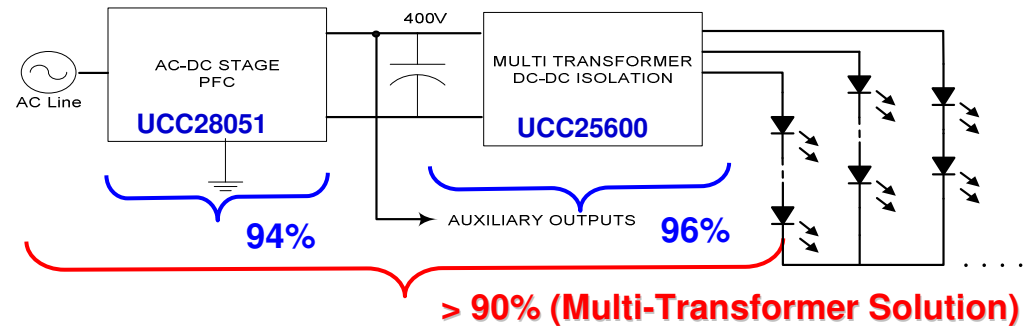 400V
AC-DC STAGE
PFC
UCC28051
AC Line
MULTI TRANSFORMER
DC-DC ISOLATION
UCC25600
AUXILIARY OUTPUTS
94%
96%
. . . .
> 90% (Multi-Transformer Solution)